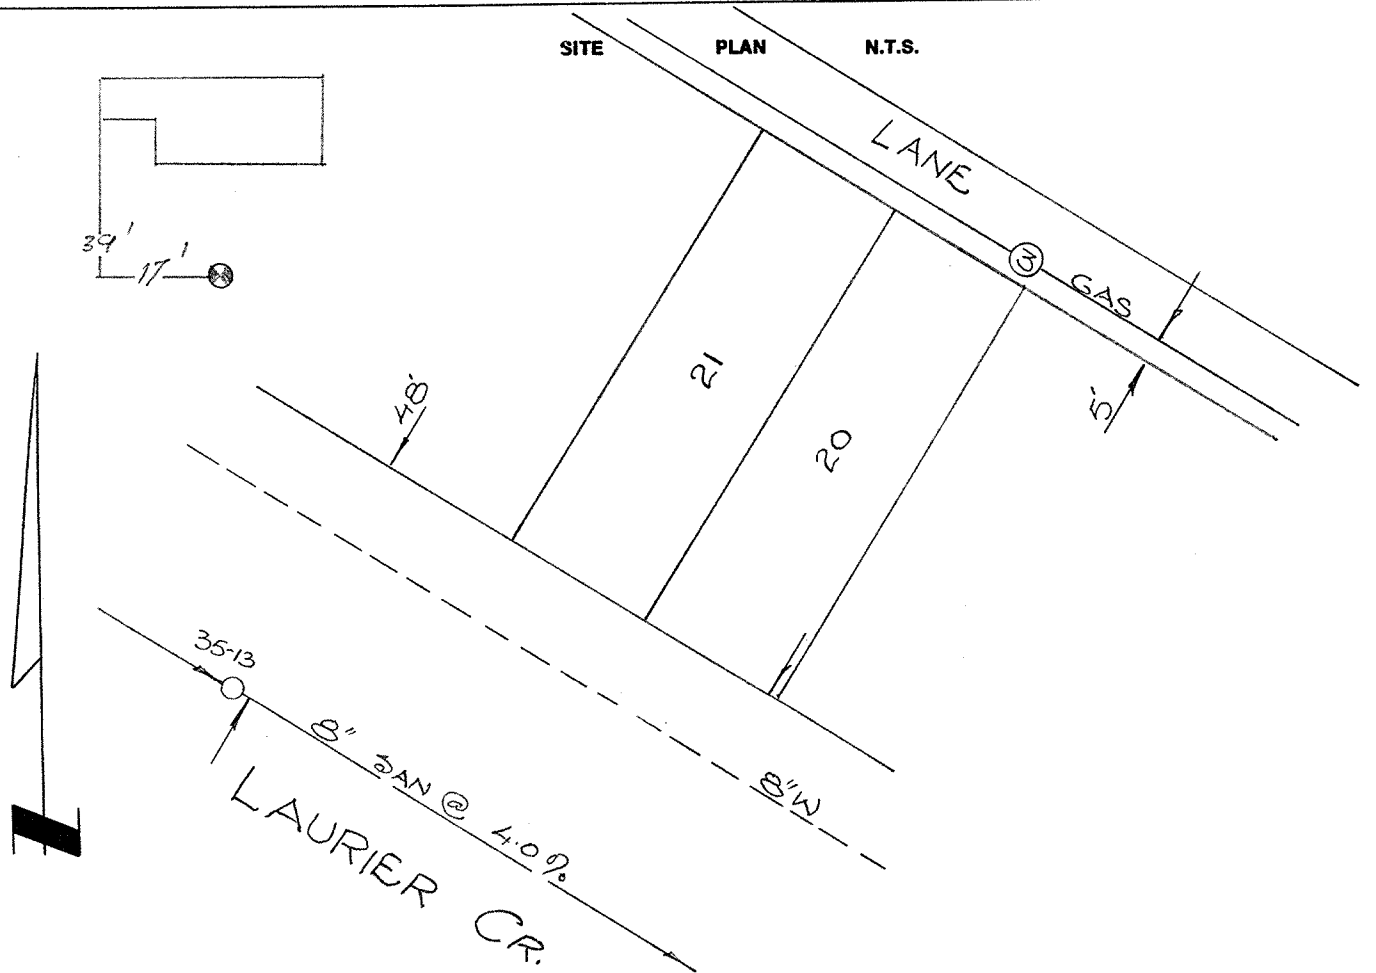 SITE PLAN N.T.S.
LANE
39'
17'
3
GAS
21
48'
5'
20
35-13
8" SAN @ 4.0%
8"W
LAURIER CR.
N